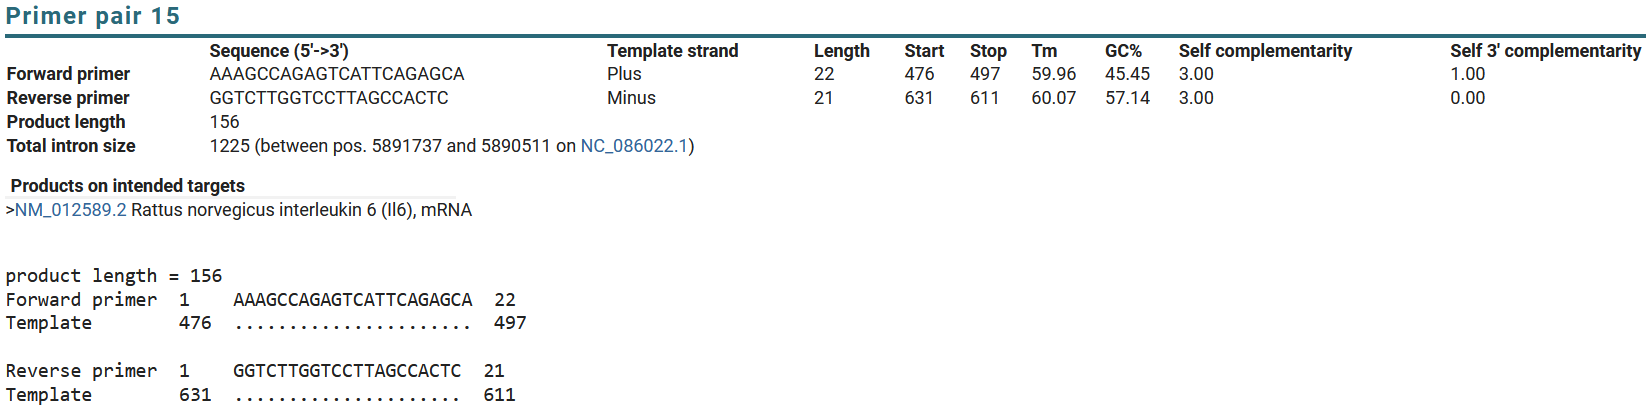 Primer pair 15
Sequence (5'->3') Template strand Length Start Stop Tm GC% Self complementarity Self 3' complementarity
Forward primer AAAGCCAGAGTCATTCAGAGCA Plus 22 476 497 59.96 45.45 3.00 1.00
Reverse primer GGTCTTGGTCCTTAGCCACTC Minus 21 631 611 60.07 57.14 3.00 0.00
Product length 156
Total intron size 1225 (between pos. 5891737 and 5890511 on NC_086022.1)
Products on intended targets
>NM_012589.2 Rattus norvegicus interleukin 6 (Il6), mRNA
product length = 156
Forward primer 1 AAAGCCAGAGTCATTCAGAGCA 22
Template 476 ...................... 497
Reverse primer 1 GGTCTTGGTCCTTAGCCACTC 21
Template 631 ..................... 611